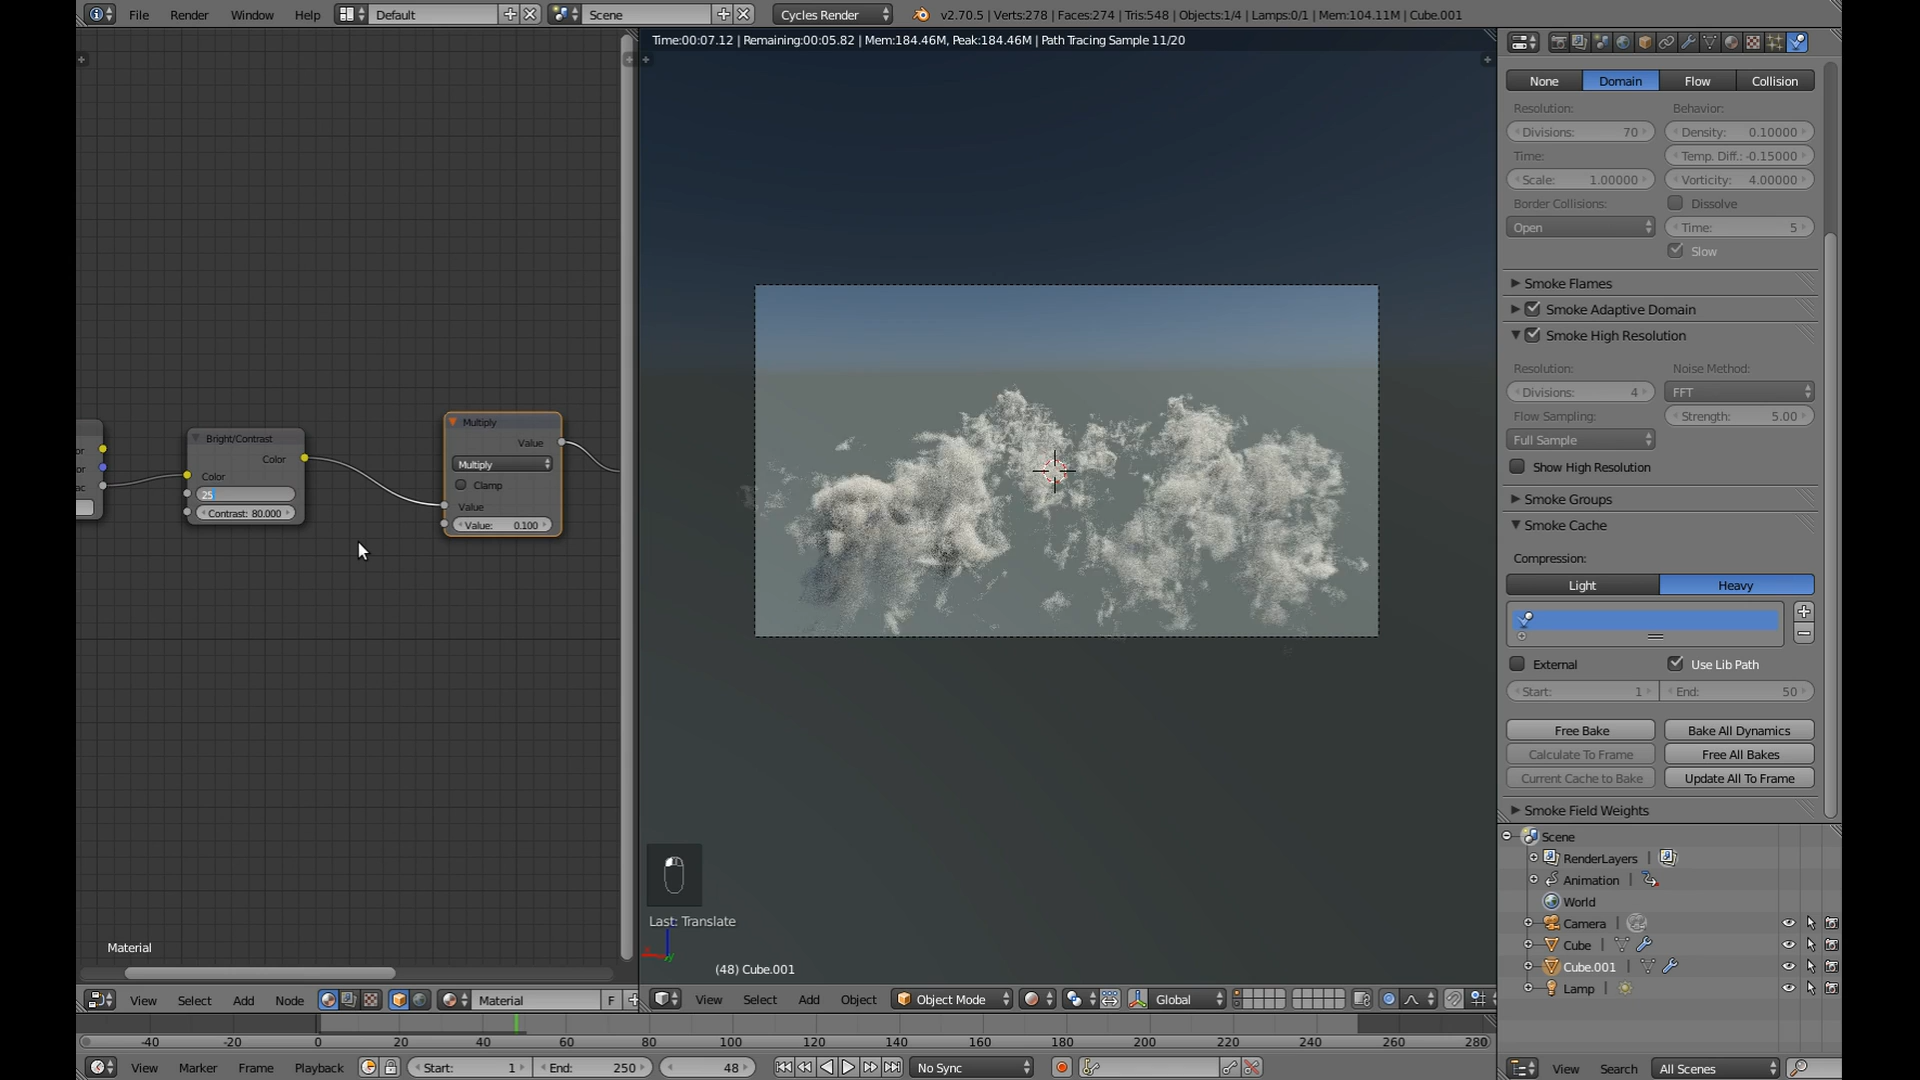 File Render Window Help Default Scene Cycles Render v2.70.5 | Verts:278 | Faces:274 | Tris:548 | Objects:1/4 | Lamps:0/1 | Mem:104.11M | Cube.001
Time:00:07.12 | Remaining:00:05.82 | Mem:184.46M, Peak:184.46M | Path Tracing Sample 11/20
None Domain Flow Collision
Resolution: Behavior:
Divisions: 70 Density: 0.10000
Time: Temp. Diff.: -0.15000
Scale: 1.00000 Vorticity: 4.00000
Border Collisions: Dissolve
Open Time: 5
Slow
Smoke Flames
Smoke Adaptive Domain
Smoke High Resolution
Resolution: Noise Method:
Divisions: 4 FFT
Flow Sampling: Strength: 5.00
Full Sample
Show High Resolution
Smoke Groups
Smoke Cache
Compression:
Light Heavy
External Use Lib Path
Start: 1 End: 50
Free Bake Bake All Dynamics
Calculate To Frame Free All Bakes
Current Cache to Bake Update All To Frame
Smoke Field Weights
or
or
ac
Bright/Contrast
Color
Color
25
Contrast: 80.000
Multiply
Value
Multiply
Clamp
Value
Value: 0.100
Material
Last: Translate
(48) Cube.001
Scene
RenderLayers
Animation
World
Camera
Cube
Cube.001
Lamp
View Select Add Node Material F
View Select Add Object Object Mode Global
-40 -20 0 20 40 60 80 100 120 140 160 180 200 220 240 260 280
View Marker Frame Playback Start: 1 End: 250 48 No Sync
View Search All Scenes